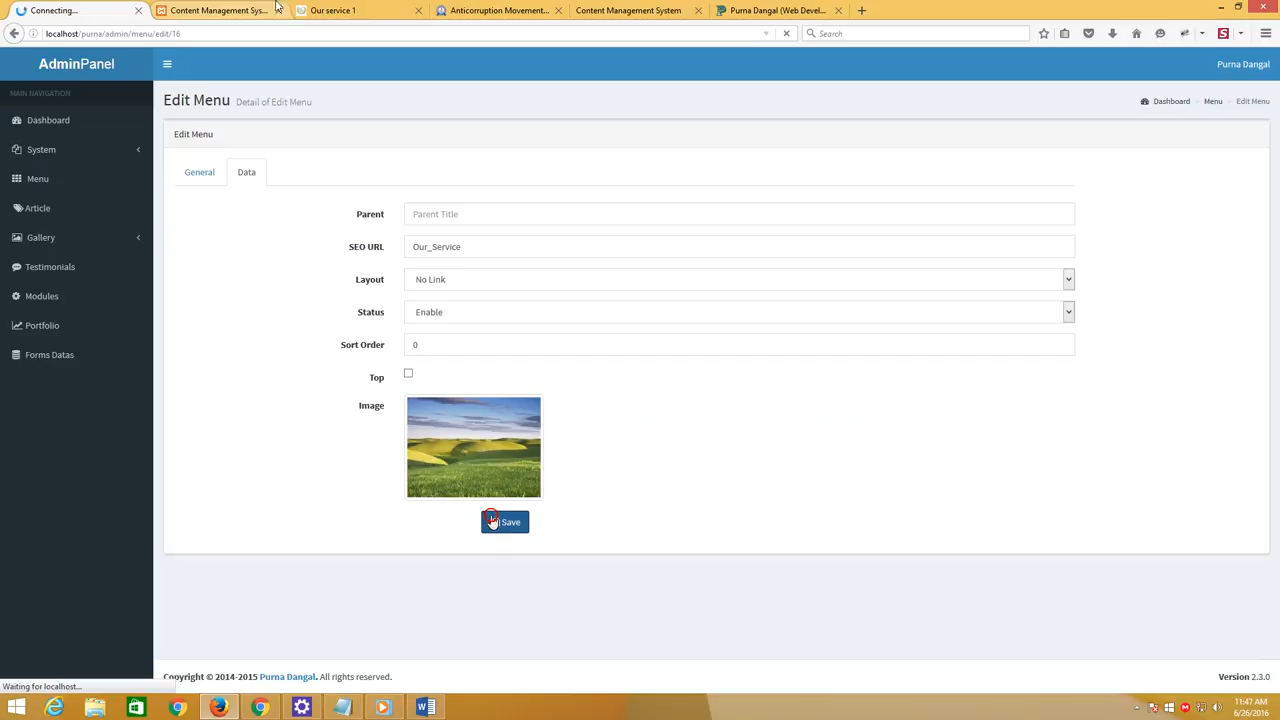 Connecting...
Content Management Sys...
Our service 1
Anticorruption Movement...
Content Management System
Purna Dangal (Web Devel...
localhost/purna/admin/menu/edit/16
Search
AdminPanel
Purna Dangal
MAIN NAVIGATION
Dashboard
System
Menu
Article
Gallery
Testimonials
Modules
Portfolio
Forms Datas
Edit Menu Detail of Edit Menu
Dashboard Menu Edit Menu
Edit Menu
General Data
Parent Parent Title
SEO URL Our_Service
Layout No Link
Status Enable
Sort Order 0
Top
Image
Save
Copyright © 2014-2015 Purna Dangal. All rights reserved.
Version 2.3.0
Waiting for localhost...
11:47 AM
6/26/2016